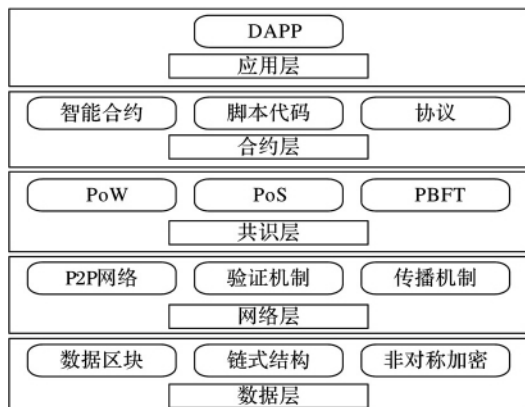 DAPP
应用层
智能合约 脚本代码 协议
合约层
PoW PoS PBFT
共识层
P2P网络 验证机制 传播机制
网络层
数据区块 链式结构 非对称加密
数据层